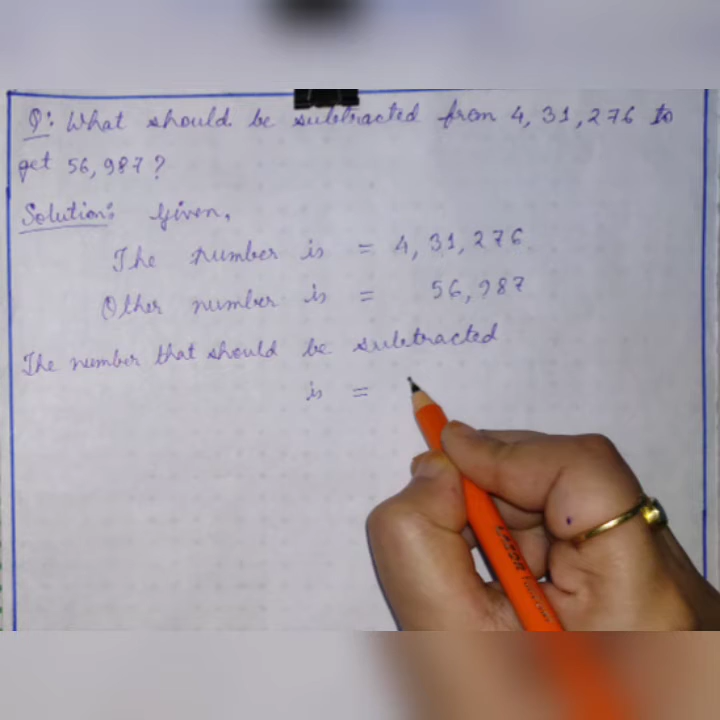 Q: What should be subtracted from 4, 31, 276 to
get 56, 987?
Solution: Given,
The number is = 4, 31, 276
Other number is = 56, 987
The number that should be subtracted
is =